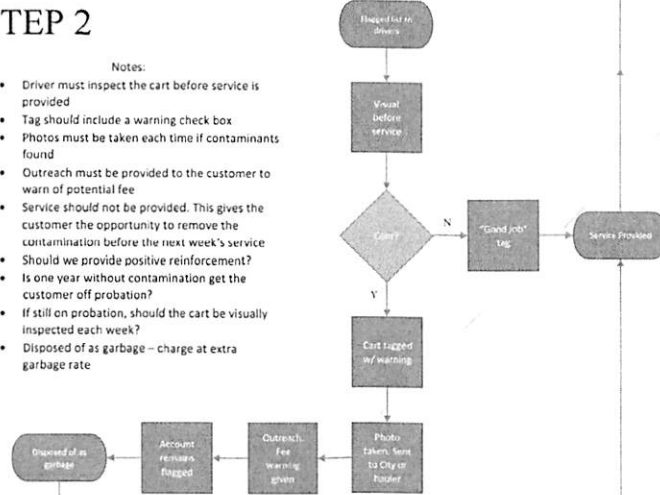 TEP 2
Notes:
• Driver must inspect the cart before service is
provided
• Tag should include a warning check box
• Photos must be taken each time if contaminants
found
• Outreach must be provided to the customer to
warn of potential fee
• Service should not be provided. This gives the
customer the opportunity to remove the
contamination before the next week's service
• Should we provide positive reinforcement?
• Is one year without contamination get the
customer off probation?
• If still on probation, should the cart be visually
inspected each week?
• Disposed of as garbage – charge at extra
garbage rate
Flagged list to
drivers
Visual
before
service
N
"Good job"
tag
Service Provided
Y
Cart tagged
w/ warning
Photo
taken. Sent
to City or
hauler
Outreach.
Fee
warning
given
Account
remains
flagged
Disposed of as
garbage